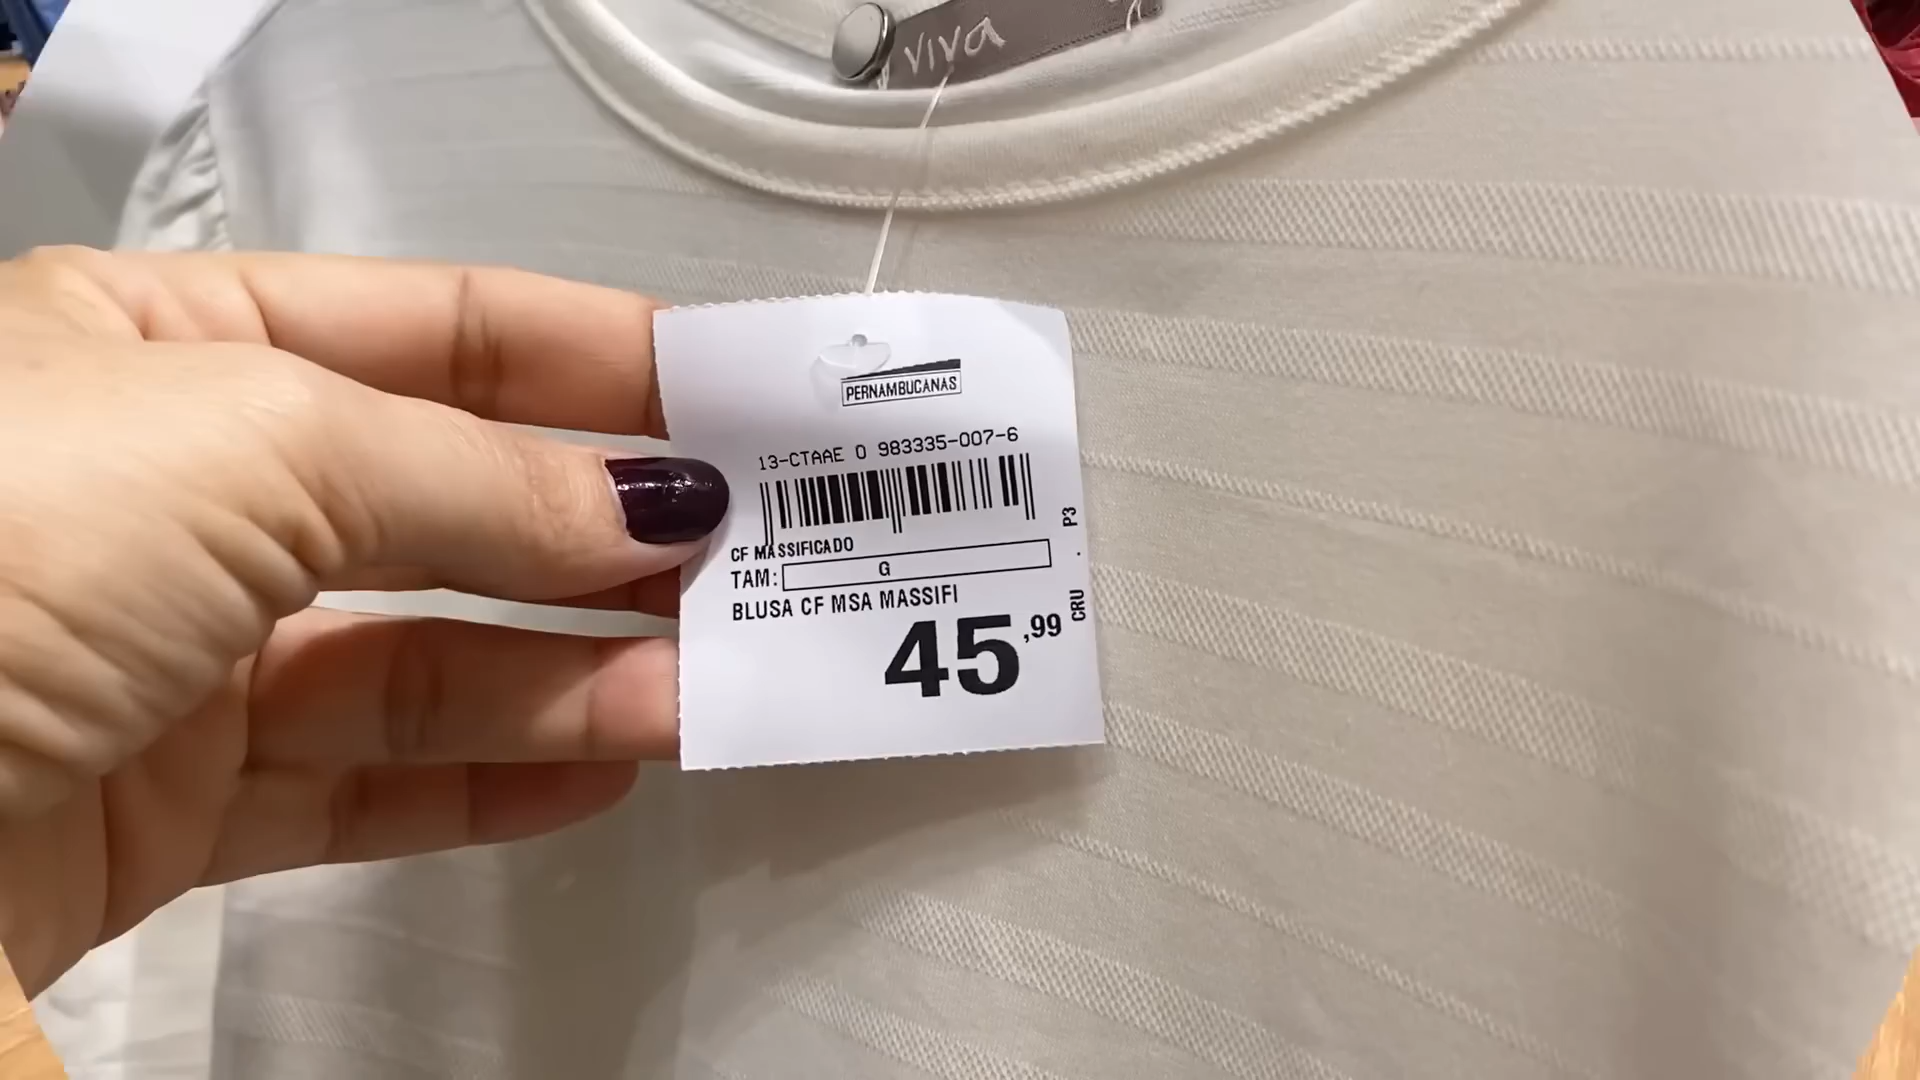 viva
PERNAMBUCANAS
13-CTAAE 0 983335-007-6
CF MASSIFICADO
TAM: G
BLUSA CF MSA MASSIFI
45,99
CRU . P3